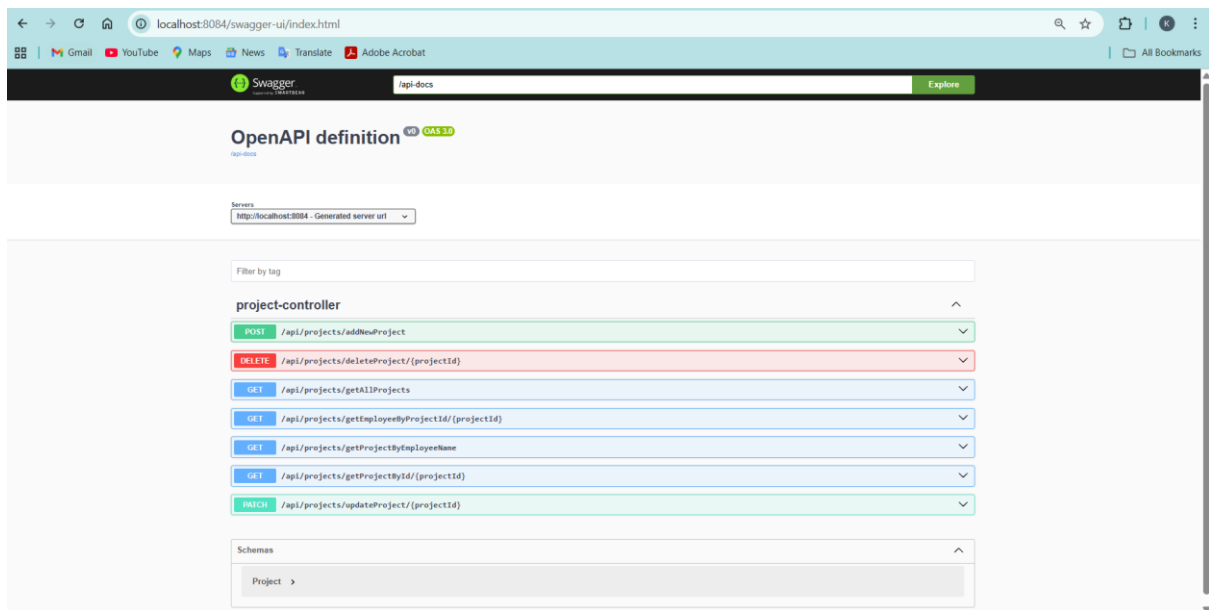 localhost:8084/swagger-ui/index.html
K
Gmail YouTube Maps News Translate Adobe Acrobat All Bookmarks
Swagger. /api-docs Explore
Supported by SMARTBEAR
OpenAPI definition v0 OAS 3.0
/api-docs
Servers
http://localhost:8084 - Generated server url
Filter by tag
project-controller
POST /api/projects/addNewProject
DELETE /api/projects/deleteProject/{projectId}
GET /api/projects/getAllProjects
GET /api/projects/getEmployeeByProjectId/{projectId}
GET /api/projects/getProjectByEmployeeName
GET /api/projects/getProjectById/{projectId}
PATCH /api/projects/updateProject/{projectId}
Schemas
Project